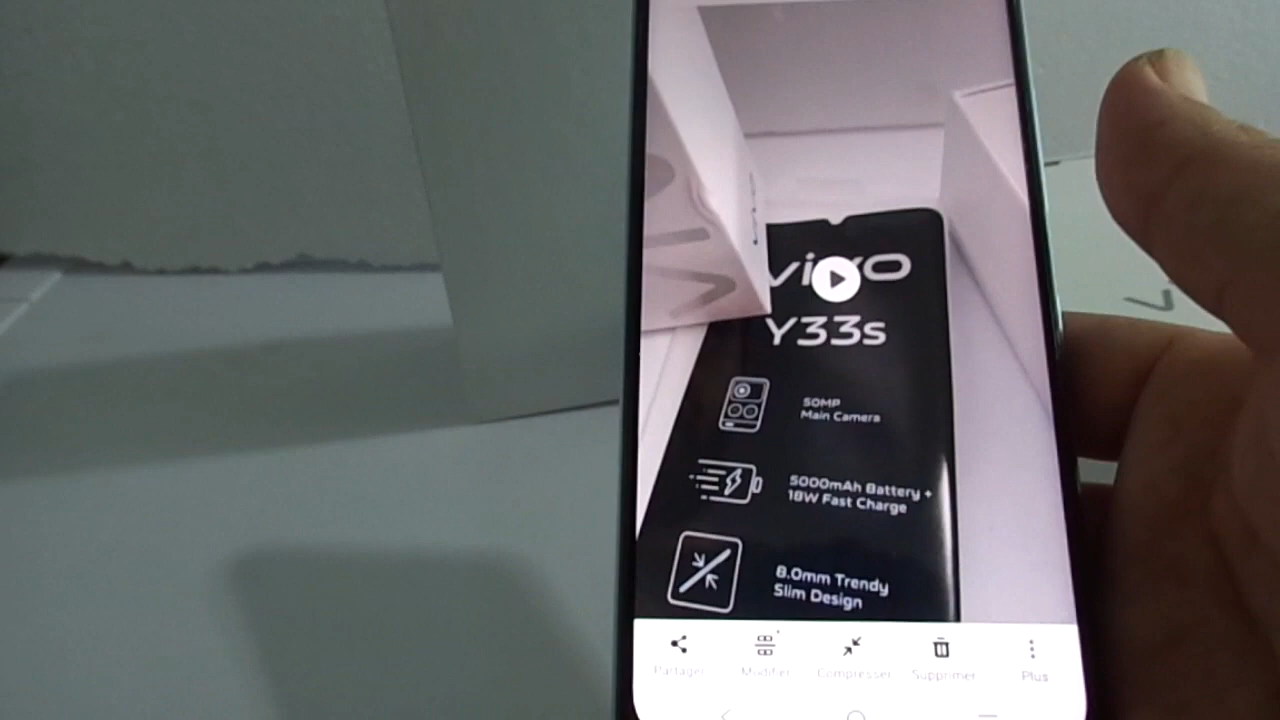 vivo
Y33s
50MP
Main Camera
5000mAh Battery +
18W Fast Charge
8.0mm Trendy
Slim Design
Partager
Modifier
Compresser
Supprimer
Plus